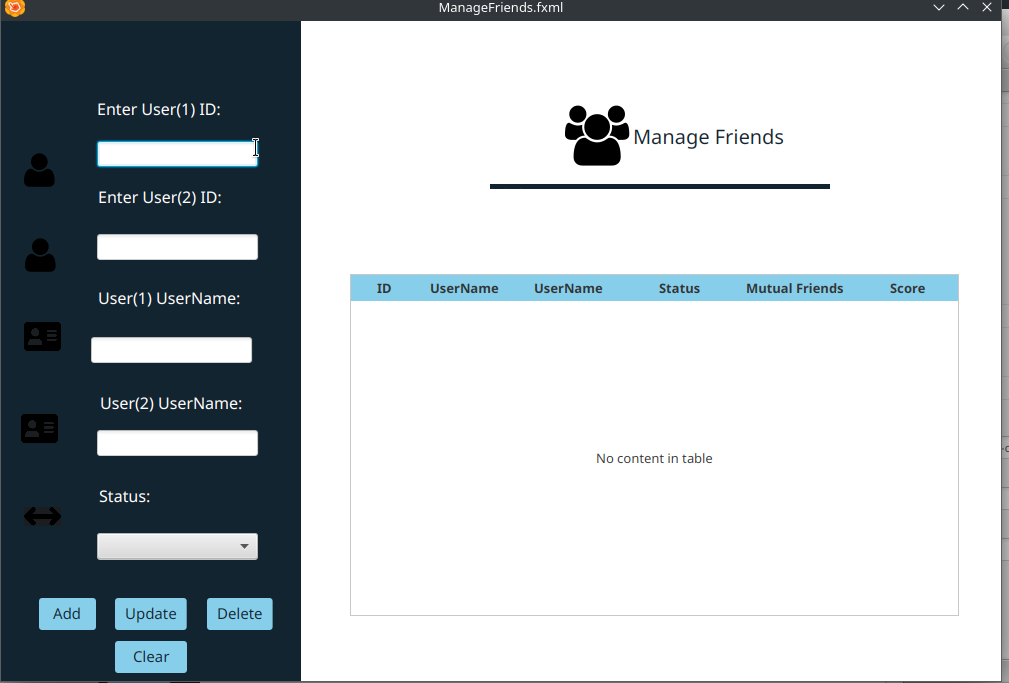 ManageFriends.fxml
Enter User(1) ID:
Enter User(2) ID:
User(1) UserName:
User(2) UserName:
Status:
Add Update Delete
Clear
Manage Friends
ID UserName UserName Status Mutual Friends Score
No content in table